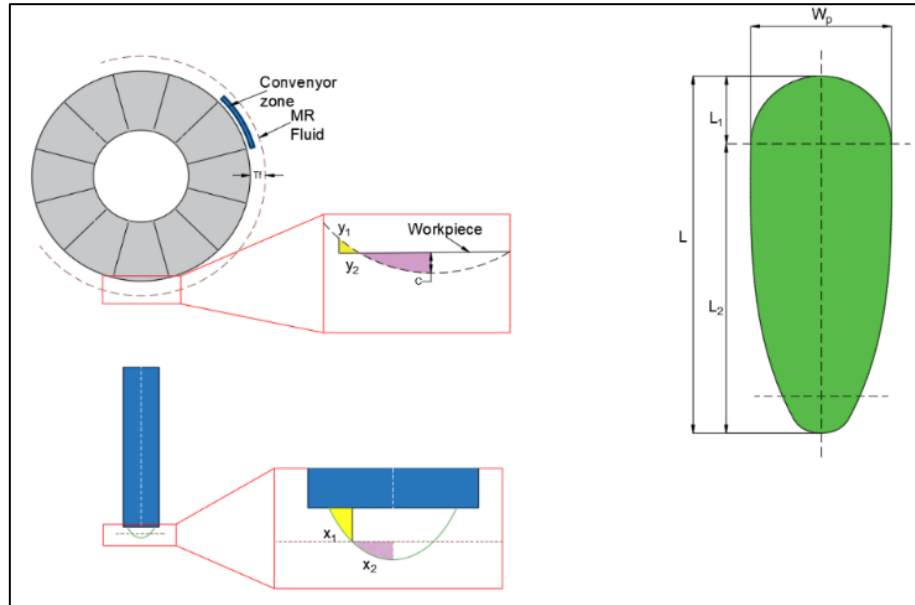 Convenyor
zone
MR
Fluid
Tf
y₁
y₂
Workpiece
c
x₁
x₂
Wₚ
L₁
L
L₂